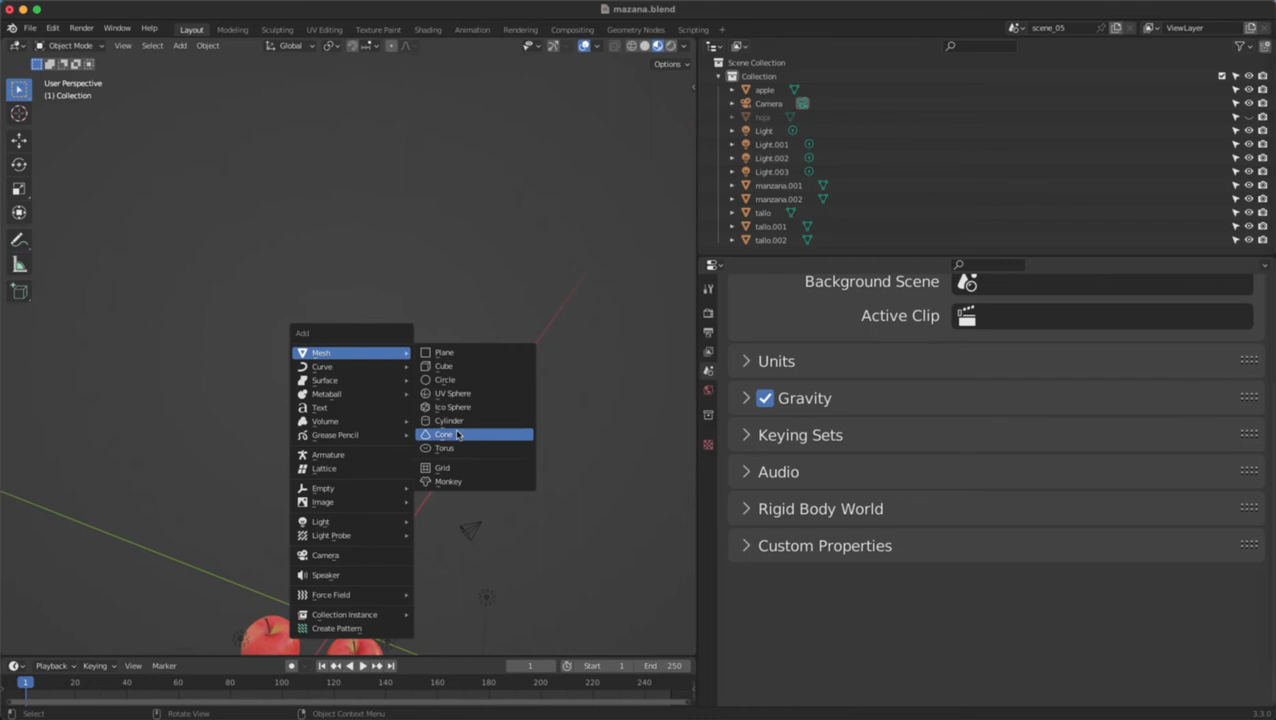 mazana.blend
File Edit Render Window Help Layout Modeling Sculpting UV Editing Texture Paint Shading Animation Rendering Compositing Geometry Nodes Scripting + scene_05 ViewLayer
Object Mode View Select Add Object Global
Options
User Perspective
(1) Collection
Scene Collection
Collection
apple
Camera
hoja
Light
Light.001
Light.002
Light.003
manzana.001
manzana.002
tallo
tallo.001
tallo.002
Background Scene
Active Clip
Units
Gravity
Keying Sets
Audio
Rigid Body World
Custom Properties
Add
Mesh
Curve
Surface
Metaball
Text
Volume
Grease Pencil
Armature
Lattice
Empty
Image
Light
Light Probe
Camera
Speaker
Force Field
Collection Instance
Create Pattern
Plane
Cube
Circle
UV Sphere
Ico Sphere
Cylinder
Cone
Torus
Grid
Monkey
Playback Keying View Marker 1 Start 1 End 250
1 20 40 60 80 100 120 140 160 180 200 220 240
Select Rotate View Object Context Menu 3.3.0